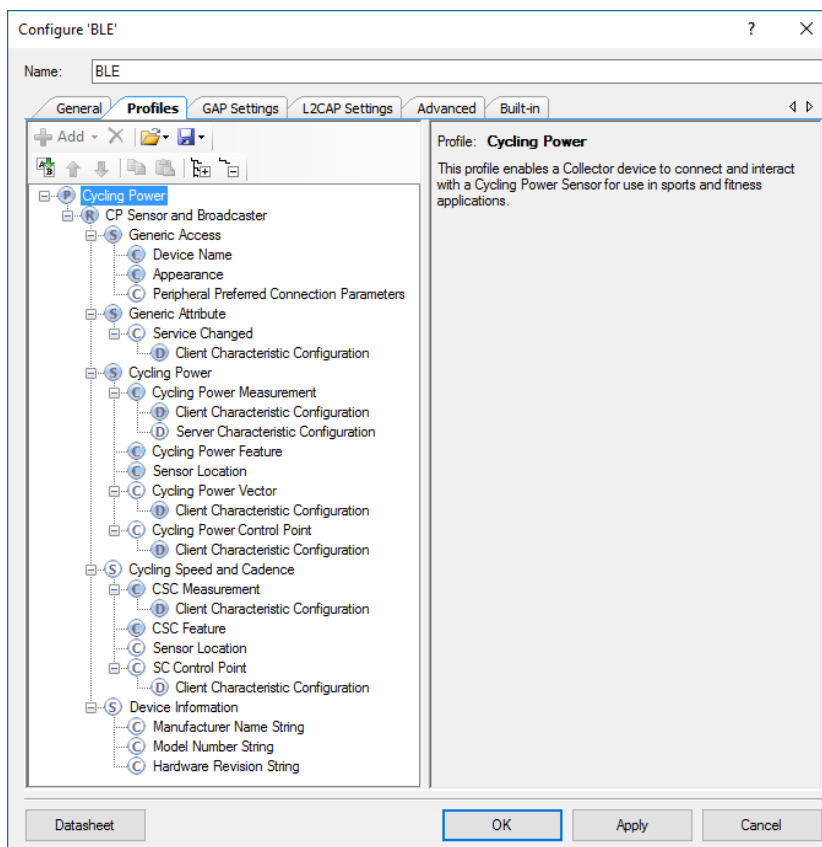 Configure 'BLE'
?
Name:
BLE
General
Profiles
GAP Settings
L2CAP Settings
Advanced
Built-in
Add
P Cycling Power
R CP Sensor and Broadcaster
S Generic Access
C Device Name
C Appearance
C Peripheral Preferred Connection Parameters
S Generic Attribute
C Service Changed
D Client Characteristic Configuration
S Cycling Power
C Cycling Power Measurement
D Client Characteristic Configuration
D Server Characteristic Configuration
C Cycling Power Feature
C Sensor Location
C Cycling Power Vector
D Client Characteristic Configuration
C Cycling Power Control Point
D Client Characteristic Configuration
S Cycling Speed and Cadence
C CSC Measurement
D Client Characteristic Configuration
C CSC Feature
C Sensor Location
C SC Control Point
D Client Characteristic Configuration
S Device Information
C Manufacturer Name String
C Model Number String
C Hardware Revision String
Profile: Cycling Power
This profile enables a Collector device to connect and interact
with a Cycling Power Sensor for use in sports and fitness
applications.
Datasheet
OK
Apply
Cancel